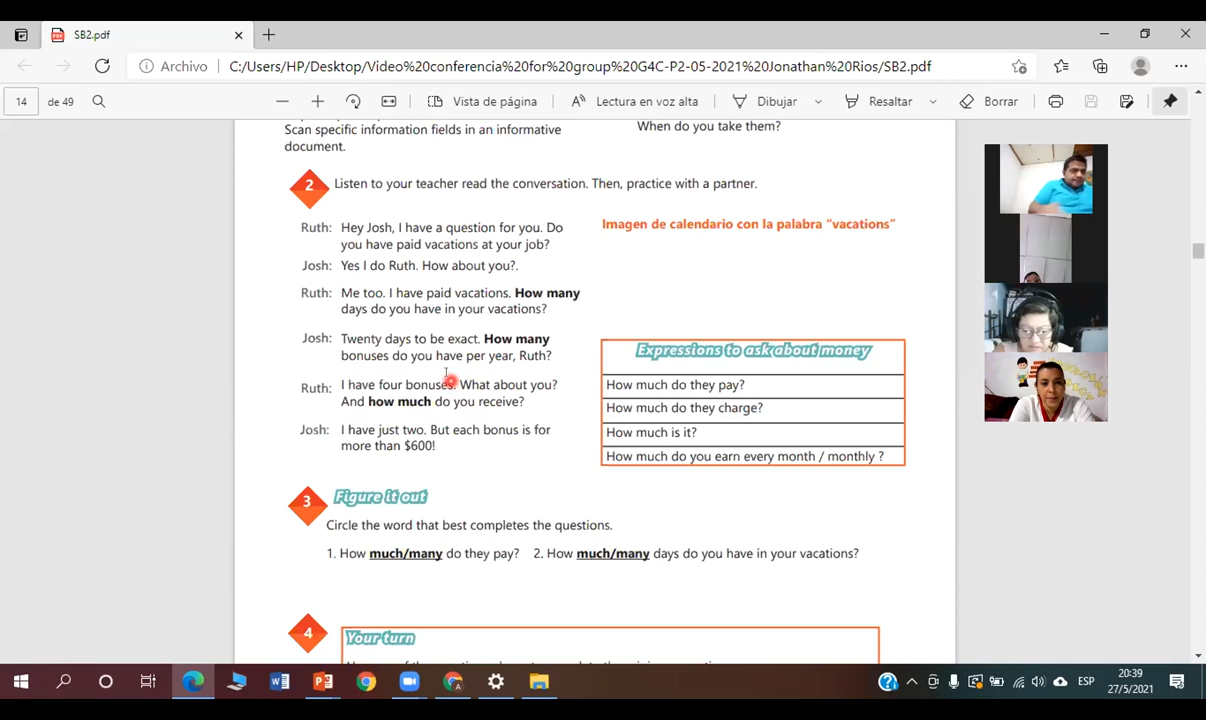 SB2.pdf
Archivo
C:/Users/HP/Desktop/Video%20conferencia%20for%20group%20G4C-P2-05-2021%20Jonathan%20Rios/SB2.pdf
14
de 49
Vista de página
Lectura en voz alta
Dibujar
Resaltar
Borrar
Scan specific information fields in an informative
document.
When do you take them?
2
Listen to your teacher read the conversation. Then, practice with a partner.
Ruth: Hey Josh, I have a question for you. Do
you have paid vacations at your job?
Josh: Yes I do Ruth. How about you?.
Ruth: Me too. I have paid vacations. How many
days do you have in your vacations?
Josh: Twenty days to be exact. How many
bonuses do you have per year, Ruth?
Ruth: I have four bonuses. What about you?
And how much do you receive?
Josh: I have just two. But each bonus is for
more than $600!
Imagen de calendario con la palabra “vacations”
Expressions to ask about money
How much do they pay?
How much do they charge?
How much is it?
How much do you earn every month / monthly ?
3
Figure it out
Circle the word that best completes the questions.
1. How much/many do they pay? 2. How much/many days do you have in your vacations?
4
Your turn
ESP
20:39
27/5/2021